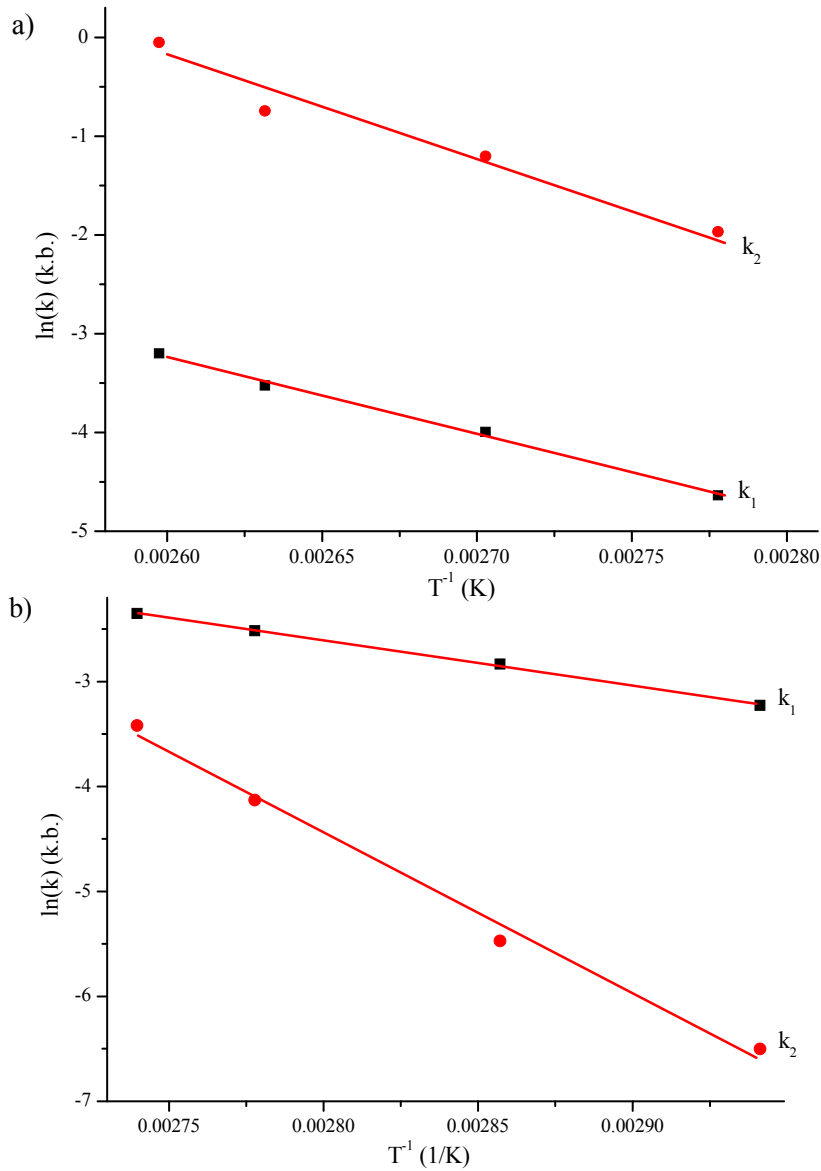 a)
0
-1
-2
-3
-4
-5
ln(k) (k.b.)
k₂
k₁
0.00260 0.00265 0.00270 0.00275 0.00280
T⁻¹ (K)
b)
-3
-4
-5
-6
-7
ln(k) (k.b.)
k₁
k₂
0.00275 0.00280 0.00285 0.00290
T⁻¹ (1/K)